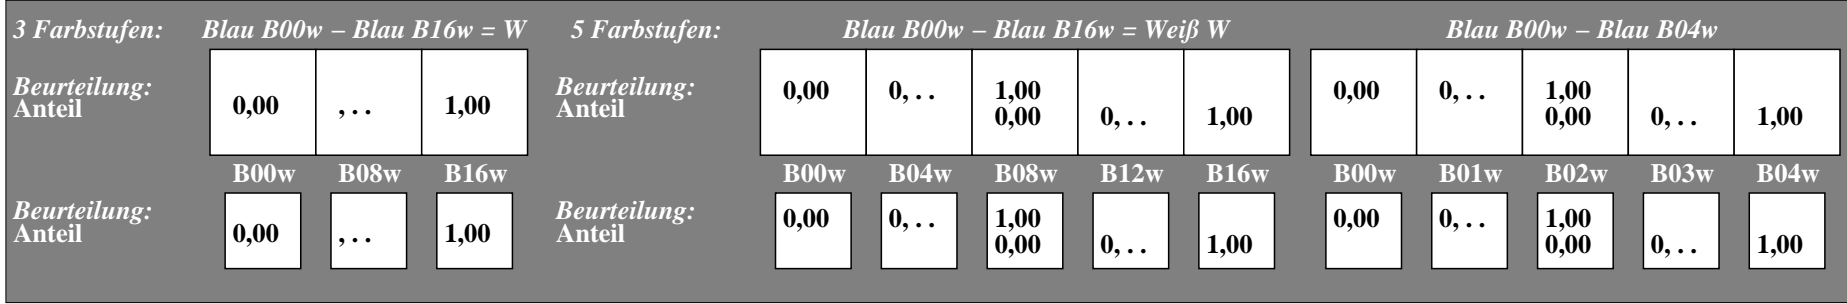 3 Farbstufen: Blau B00w – Blau B16w = W 5 Farbstufen: Blau B00w – Blau B16w = Weiß W Blau B00w – Blau B04w
Beurteilung: Beurteilung:
0,00 0, . . 1,00 0,00 0, . . 1,00
Anteil 0,00 , . . 1,00 Anteil 0,00 0, . . 1,00 0,00 0, . . 1,00
B00w B08w B16w B00w B04w B08w B12w B16w B00w B01w B02w B03w B04w
Beurteilung: Beurteilung: 0,00 0, . . 1,00 0,00 0, . . 1,00
Anteil 0,00 , . . 1,00 Anteil 0,00 0, . . 1,00 0,00 0, . . 1,00